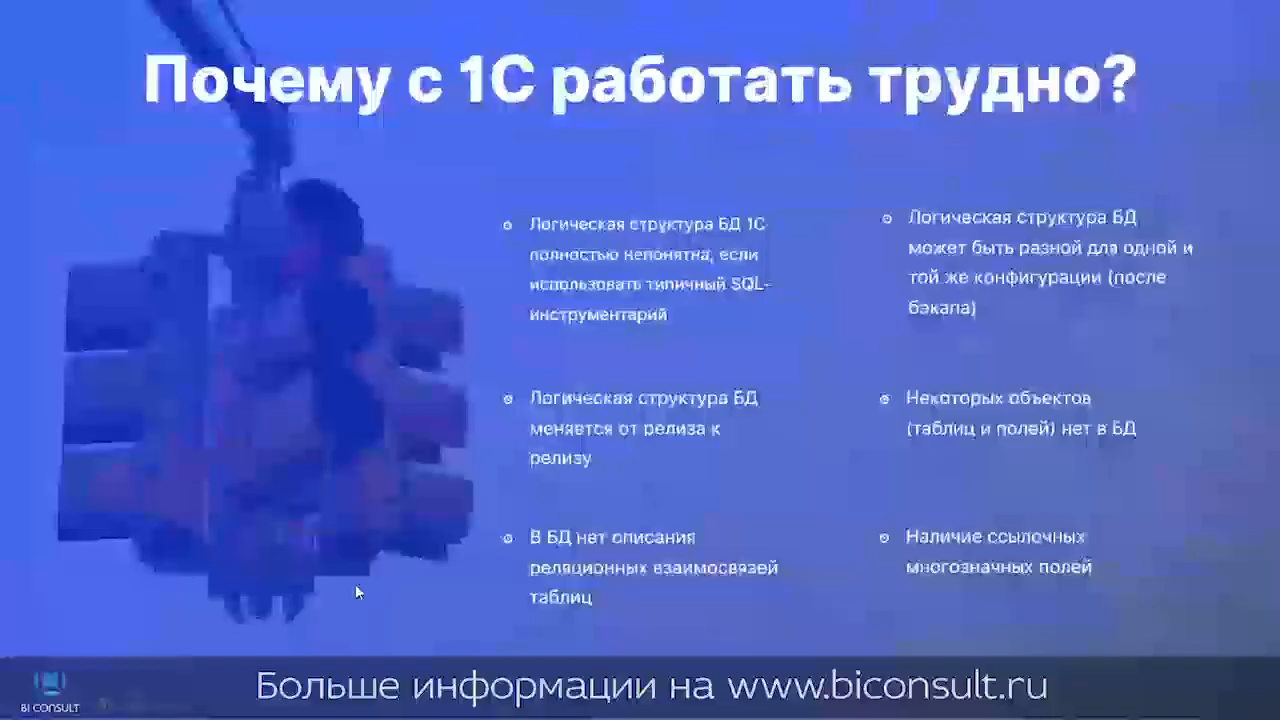 Почему с 1С работать трудно?
Логическая структура БД 1С
полностью непонятна, если
использовать типичный SQL-
инструментарий
Логическая структура БД
меняется от релиза к
релизу
В БД нет описания
реляционных взаимосвязей
таблиц
Логическая структура БД
может быть разной для одной и
той же конфигурации (после
бэкапа)
Некоторых объектов
(таблиц и полей) нет в БД
Наличие ссылочных
многозначных полей
BI CONSULT
Больше информации на www.biconsult.ru